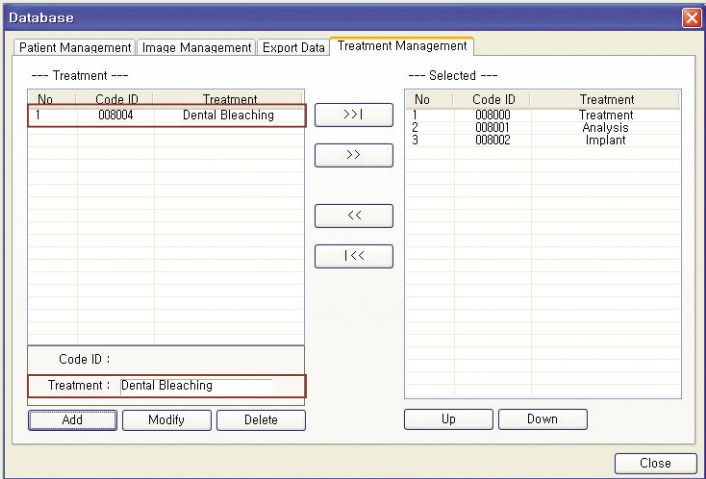 Database
Patient Management Image Management Export Data Treatment Management
--- Treatment ---
No Code ID Treatment
1 008004 Dental Bleaching
Code ID :
Treatment : Dental Bleaching
Add Modify Delete
>>|
>>
<<
|<<
--- Selected ---
No Code ID Treatment
1 008000 Treatment
2 008001 Analysis
3 008002 Implant
Up Down
Close